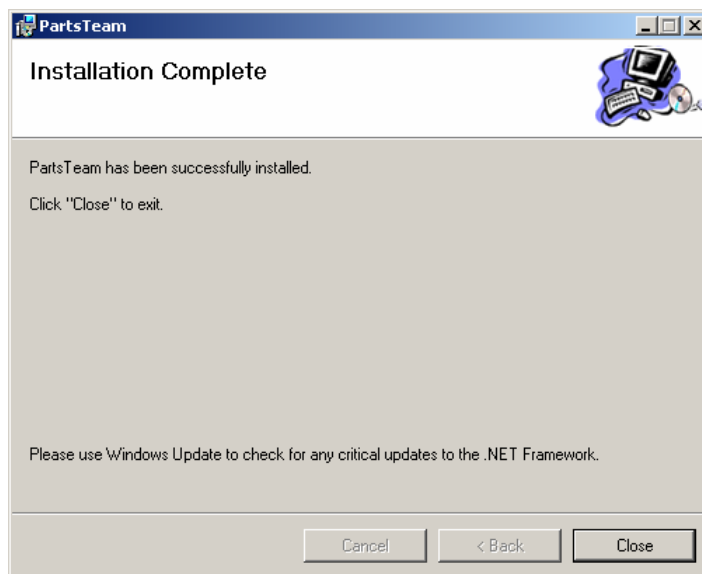 PartsTeam
Installation Complete
PartsTeam has been successfully installed.
Click "Close" to exit.
Please use Windows Update to check for any critical updates to the .NET Framework.
Cancel
< Back
Close